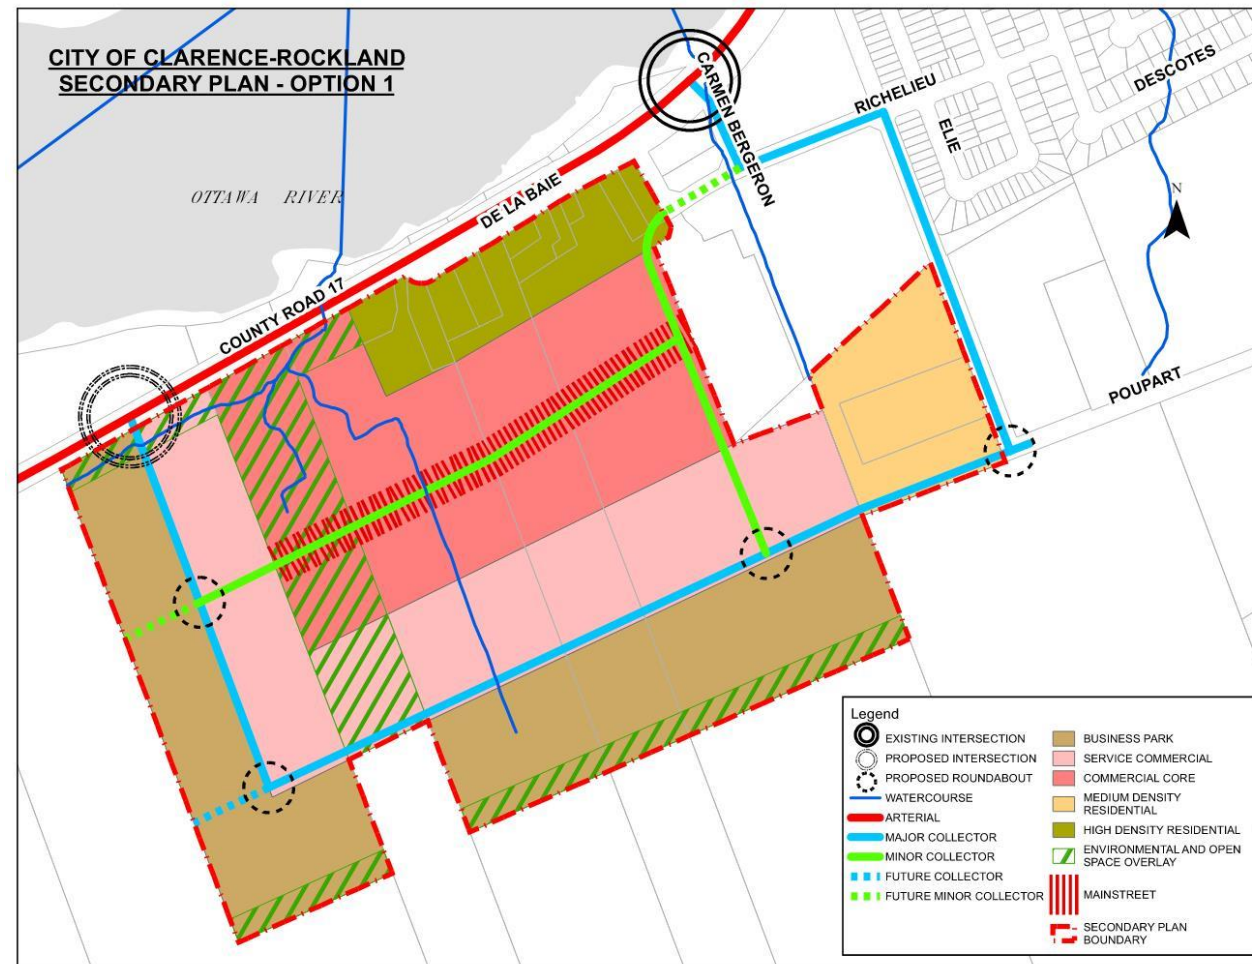 CITY OF CLARENCE-ROCKLAND
SECONDARY PLAN - OPTION 1
OTTAWA RIVER
COUNTY ROAD 17
DE LA BAIE
CARMEN BERGERON
RICHELIEU
ELIE
DESCOTES
N
POUPART
Legend
EXISTING INTERSECTION
PROPOSED INTERSECTION
PROPOSED ROUNDABOUT
WATERCOURSE
ARTERIAL
MAJOR COLLECTOR
MINOR COLLECTOR
FUTURE COLLECTOR
FUTURE MINOR COLLECTOR
BUSINESS PARK
SERVICE COMMERCIAL
COMMERCIAL CORE
MEDIUM DENSITY
RESIDENTIAL
HIGH DENSITY RESIDENTIAL
ENVIRONMENTAL AND OPEN
SPACE OVERLAY
MAINSTREET
SECONDARY PLAN
BOUNDARY